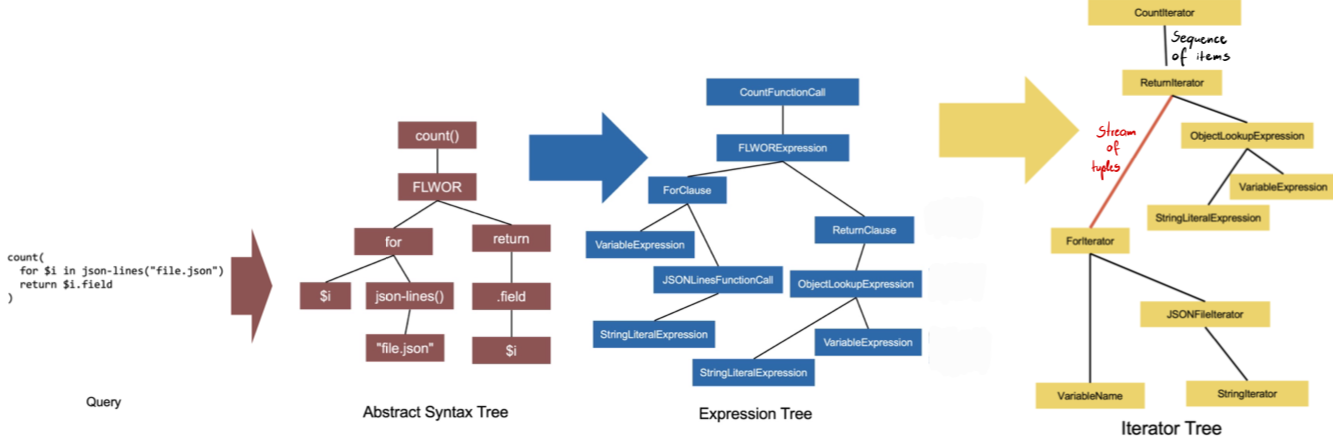 count(
for $i in json-lines("file.json")
return $i.field
)
Query
count()
FLWOR
for
return
$i
json-lines()
.field
"file.json"
$i
Abstract Syntax Tree
CountFunctionCall
FLWORExpression
ForClause
ReturnClause
VariableExpression
JSONLinesFunctionCall
ObjectLookupExpression
StringLiteralExpression
VariableExpression
StringLiteralExpression
Expression Tree
CountIterator
Sequence
of items
ReturnIterator
Stream
of
tuples
ObjectLookupExpression
VariableExpression
StringLiteralExpression
ForIterator
JSONFileIterator
VariableName
StringIterator
Iterator Tree